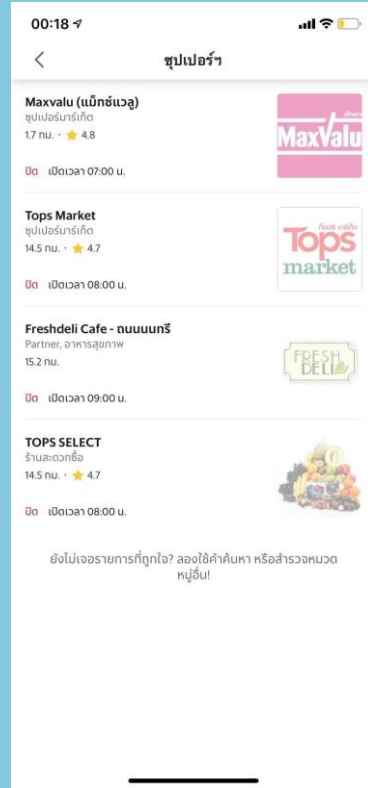 00:18
ซุปเปอร์ฯ
Maxvalu (แม็กซ์แวลู)
ซุปเปอร์มาร์เก็ต
1.7 กม. · ★ 4.8
ปิด เปิดเวลา 07:00 น.
MaxValu
Tops Market
ซุปเปอร์มาร์เก็ต
14.5 กม. · ★ 4.7
ปิด เปิดเวลา 08:00 น.
ท็อปส์ มาร์เก็ต
Tops
market
Freshdeli Cafe - ถนนนนทรี
Partner, อาหารสุขภาพ
15.2 กม.
ปิด เปิดเวลา 09:00 น.
FRESH
DELI
TOPS SELECT
ร้านสะดวกซื้อ
14.5 กม. · ★ 4.7
ปิด เปิดเวลา 08:00 น.
ยังไม่เจอรายการที่ถูกใจ? ลองใช้คำค้นหา หรือสำรวจหมวด
หมู่อื่น!